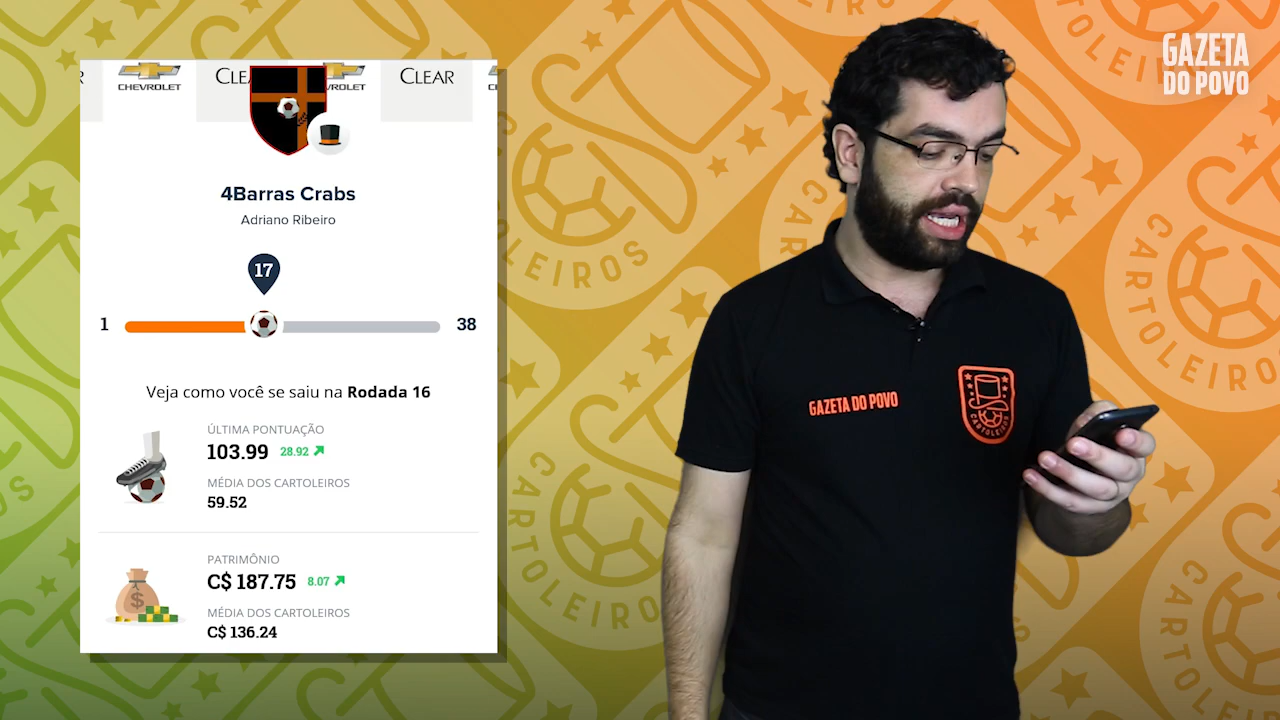 GAZETA
DO POVO
CHEVROLET
CLEAR
4Barras Crabs
Adriano Ribeiro
17
1
38
Veja como você se saiu na Rodada 16
ÚLTIMA PONTUAÇÃO
103.99 28.92
MÉDIA DOS CARTOLEIROS
59.52
PATRIMÔNIO
C$ 187.75 8.07
MÉDIA DOS CARTOLEIROS
C$ 136.24
GAZETA DO POVO
CARTOLEIROS
CARTOLEIROS
CARTOLEIROS